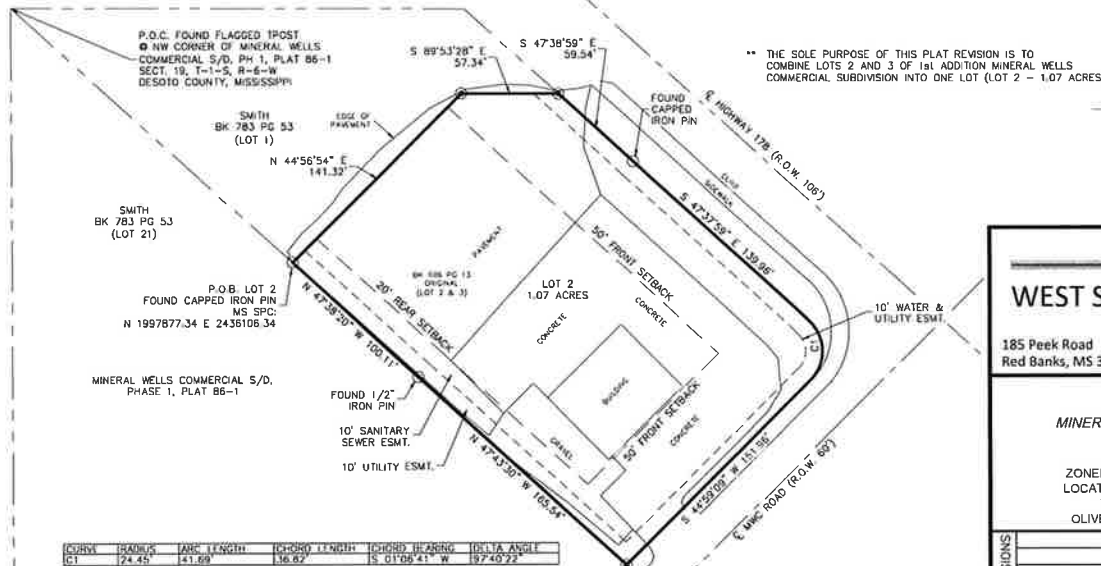 P.O.C. FOUND FLAGGED TPOST
@ NW CORNER OF MINERAL WELLS
COMMERCIAL S/D, PH 1, PLAT 86-1
SECT. 19, T-1-S, R-6-W
DESOTO COUNTY, MISSISSIPPI
S 89°53'28" E
57.34'
S 47°38'59" E
59.54'
** THE SOLE PURPOSE OF THIS PLAT REVISION IS TO
COMBINE LOTS 2 AND 3 OF 1st ADDITION MINERAL WELLS
COMMERCIAL SUBDIVISION INTO ONE LOT (LOT 2 - 1.07 ACRES
SMITH
BK 783 PG 53
(LOT 1)
EDGE OF
PAVEMENT
FOUND
CAPPED
IRON PIN
℄ HIGHWAY 178 (R.O.W. 106')
N 44°56'54" E
141.32'
CURB
SIDEWALK
S 47°37'59" E 139.96'
SMITH
BK 783 PG 53
(LOT 21)
PAVEMENT
50' FRONT SETBACK
P.O.B. LOT 2
FOUND CAPPED IRON PIN
MS SPC:
N 1997877.34 E 2436106.34
PG 13
ORIGINAL
(LOT 2 & 3)
LOT 2
1.07 ACRES
20' REAR SETBACK
CONCRETE
CONCRETE
10' WATER &
UTILITY ESMT.
C1
N 47°38'20" W 100.11'
MINERAL WELLS COMMERCIAL S/D,
PHASE 1, PLAT 86-1
FOUND 1/2"
IRON PIN
BUILDING
50' FRONT SETBACK
CONCRETE
10' SANITARY
SEWER ESMT.
GRAVEL
10' UTILITY ESMT.
N 47°43'30" W 165.54'
S 44°59'09" W 151.96'
℄ MWC ROAD (R.O.W. 60')
CURVE RADIUS ARC LENGTH CHORD LENGTH CHORD BEARING DELTA ANGLE
C1 24.45' 41.69' 36.82' S 01°06'41" W 97°40'22"
WEST S
185 Peek Road
Red Banks, MS 3
MINER
ZONE
LOCAT
OLIVE